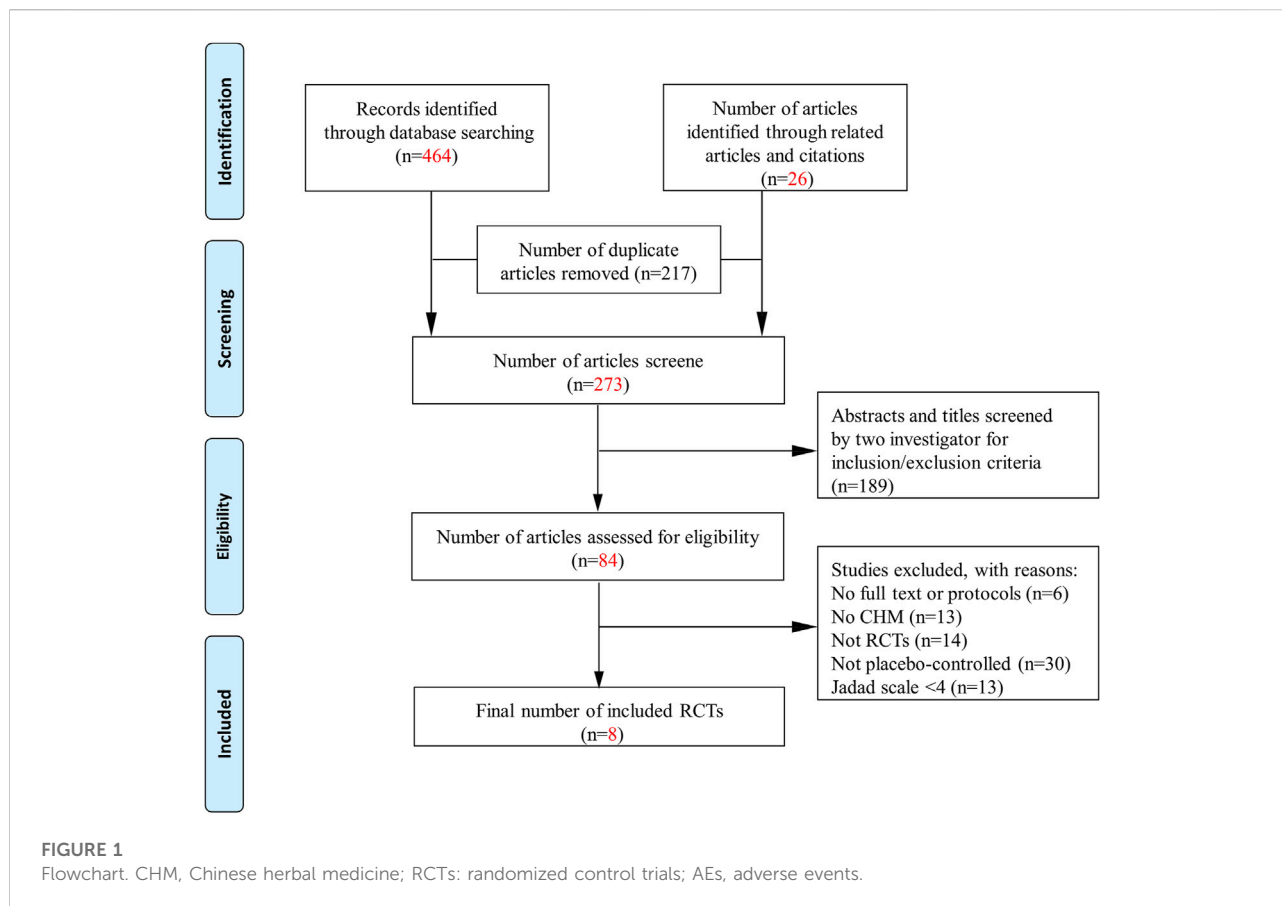 Identification
Records identified
through database searching
(n=464)
Number of articles
identified through related
articles and citations
(n=26)
Number of duplicate
articles removed (n=217)
Screening
Number of articles screene
(n=273)
Abstracts and titles screened
by two investigator for
inclusion/exclusion criteria
(n=189)
Eligibility
Number of articles assessed for eligibility
(n=84)
Studies excluded, with reasons:
No full text or protocols (n=6)
No CHM (n=13)
Not RCTs (n=14)
Not placebo-controlled (n=30)
Jadad scale <4 (n=13)
Included
Final number of included RCTs
(n=8)
FIGURE 1
Flowchart. CHM, Chinese herbal medicine; RCTs: randomized control trials; AEs, adverse events.